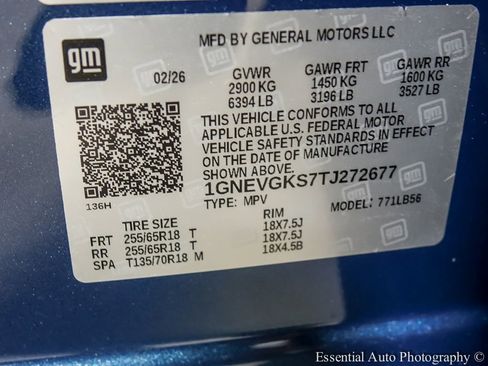 gm
MFD BY GENERAL MOTORS LLC
02/26 GVWR GAWR FRT GAWR RR
2900 KG 1450 KG 1600 KG
6394 LB 3196 LB 3527 LB
THIS VEHICLE CONFORMS TO ALL
APPLICABLE U.S. FEDERAL MOTOR
VEHICLE SAFETY STANDARDS IN EFFECT
ON THE DATE OF MANUFACTURE
SHOWN ABOVE.
1GNEVGKS7TJ272677
136H TYPE: MPV MODEL: 771LB56
TIRE SIZE RIM
FRT 255/65R18 T 18X7.5J
RR 255/65R18 T 18X7.5J
SPA T135/70R18 M 18X4.5B
Essential Auto Photography ©